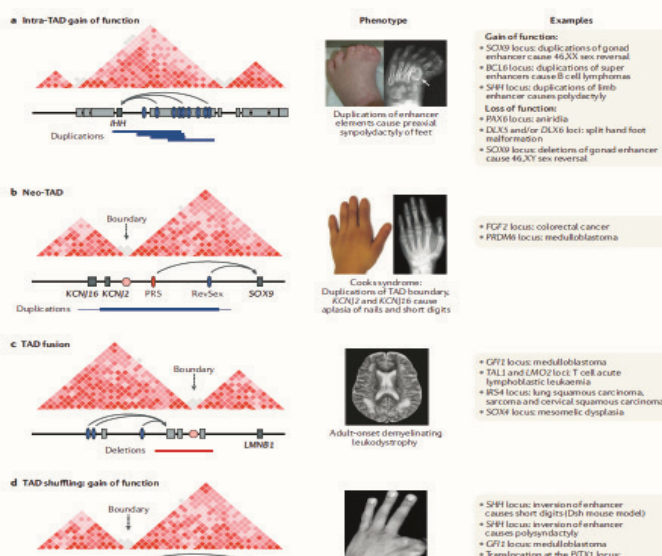 a Intra-TAD gain of function
Phenotype
Examples
IHH
Duplications
Duplications of enhancer
elements cause preaxial
synpolydactyly of feet
Gain of function:
• SOX9 locus: duplications of gonad
enhancer cause 46,XX sex reversal
• BCL6 locus: duplications of super
enhancers cause B cell lymphomas
• SHH locus: duplications of limb
enhancer causes polydactyly
Loss of function:
• PAX6 locus: aniridia
• DLX5 and/or DLX6 loci: split hand foot
malformation
• SOX9 locus: deletions of gonad enhancer
cause 46,XY sex reversal
b Neo-TAD
Boundary
KCNJ16 KCNJ2 PRS RevSex SOX9
Duplications
Cooks syndrome:
Duplications of TAD boundary,
KCNJ2 and KCNJ16 cause
aplasia of nails and short digits
• FGF2 locus: colorectal cancer
• PRDM6 locus: medulloblastoma
c TAD fusion
Boundary
LMNB1
Deletions
Adult-onset demyelinating
leukodystrophy
• GFI1 locus: medulloblastoma
• TAL1 and LMO2 loci: T cell acute
lymphoblastic leukaemia
• IRS4 locus: lung squamous carcinoma,
sarcoma and cervical squamous carcinoma
• SOX4 locus: mesomelic dysplasia
d TAD shuffling: gain of function
Boundary
• SHH locus: inversion of enhancer
causes short digits (Dsh mouse model)
• SHH locus: inversion of enhancer
causes polysyndactyly
• GFI1 locus: medulloblastoma
• Translocation at the PITX1 locus: